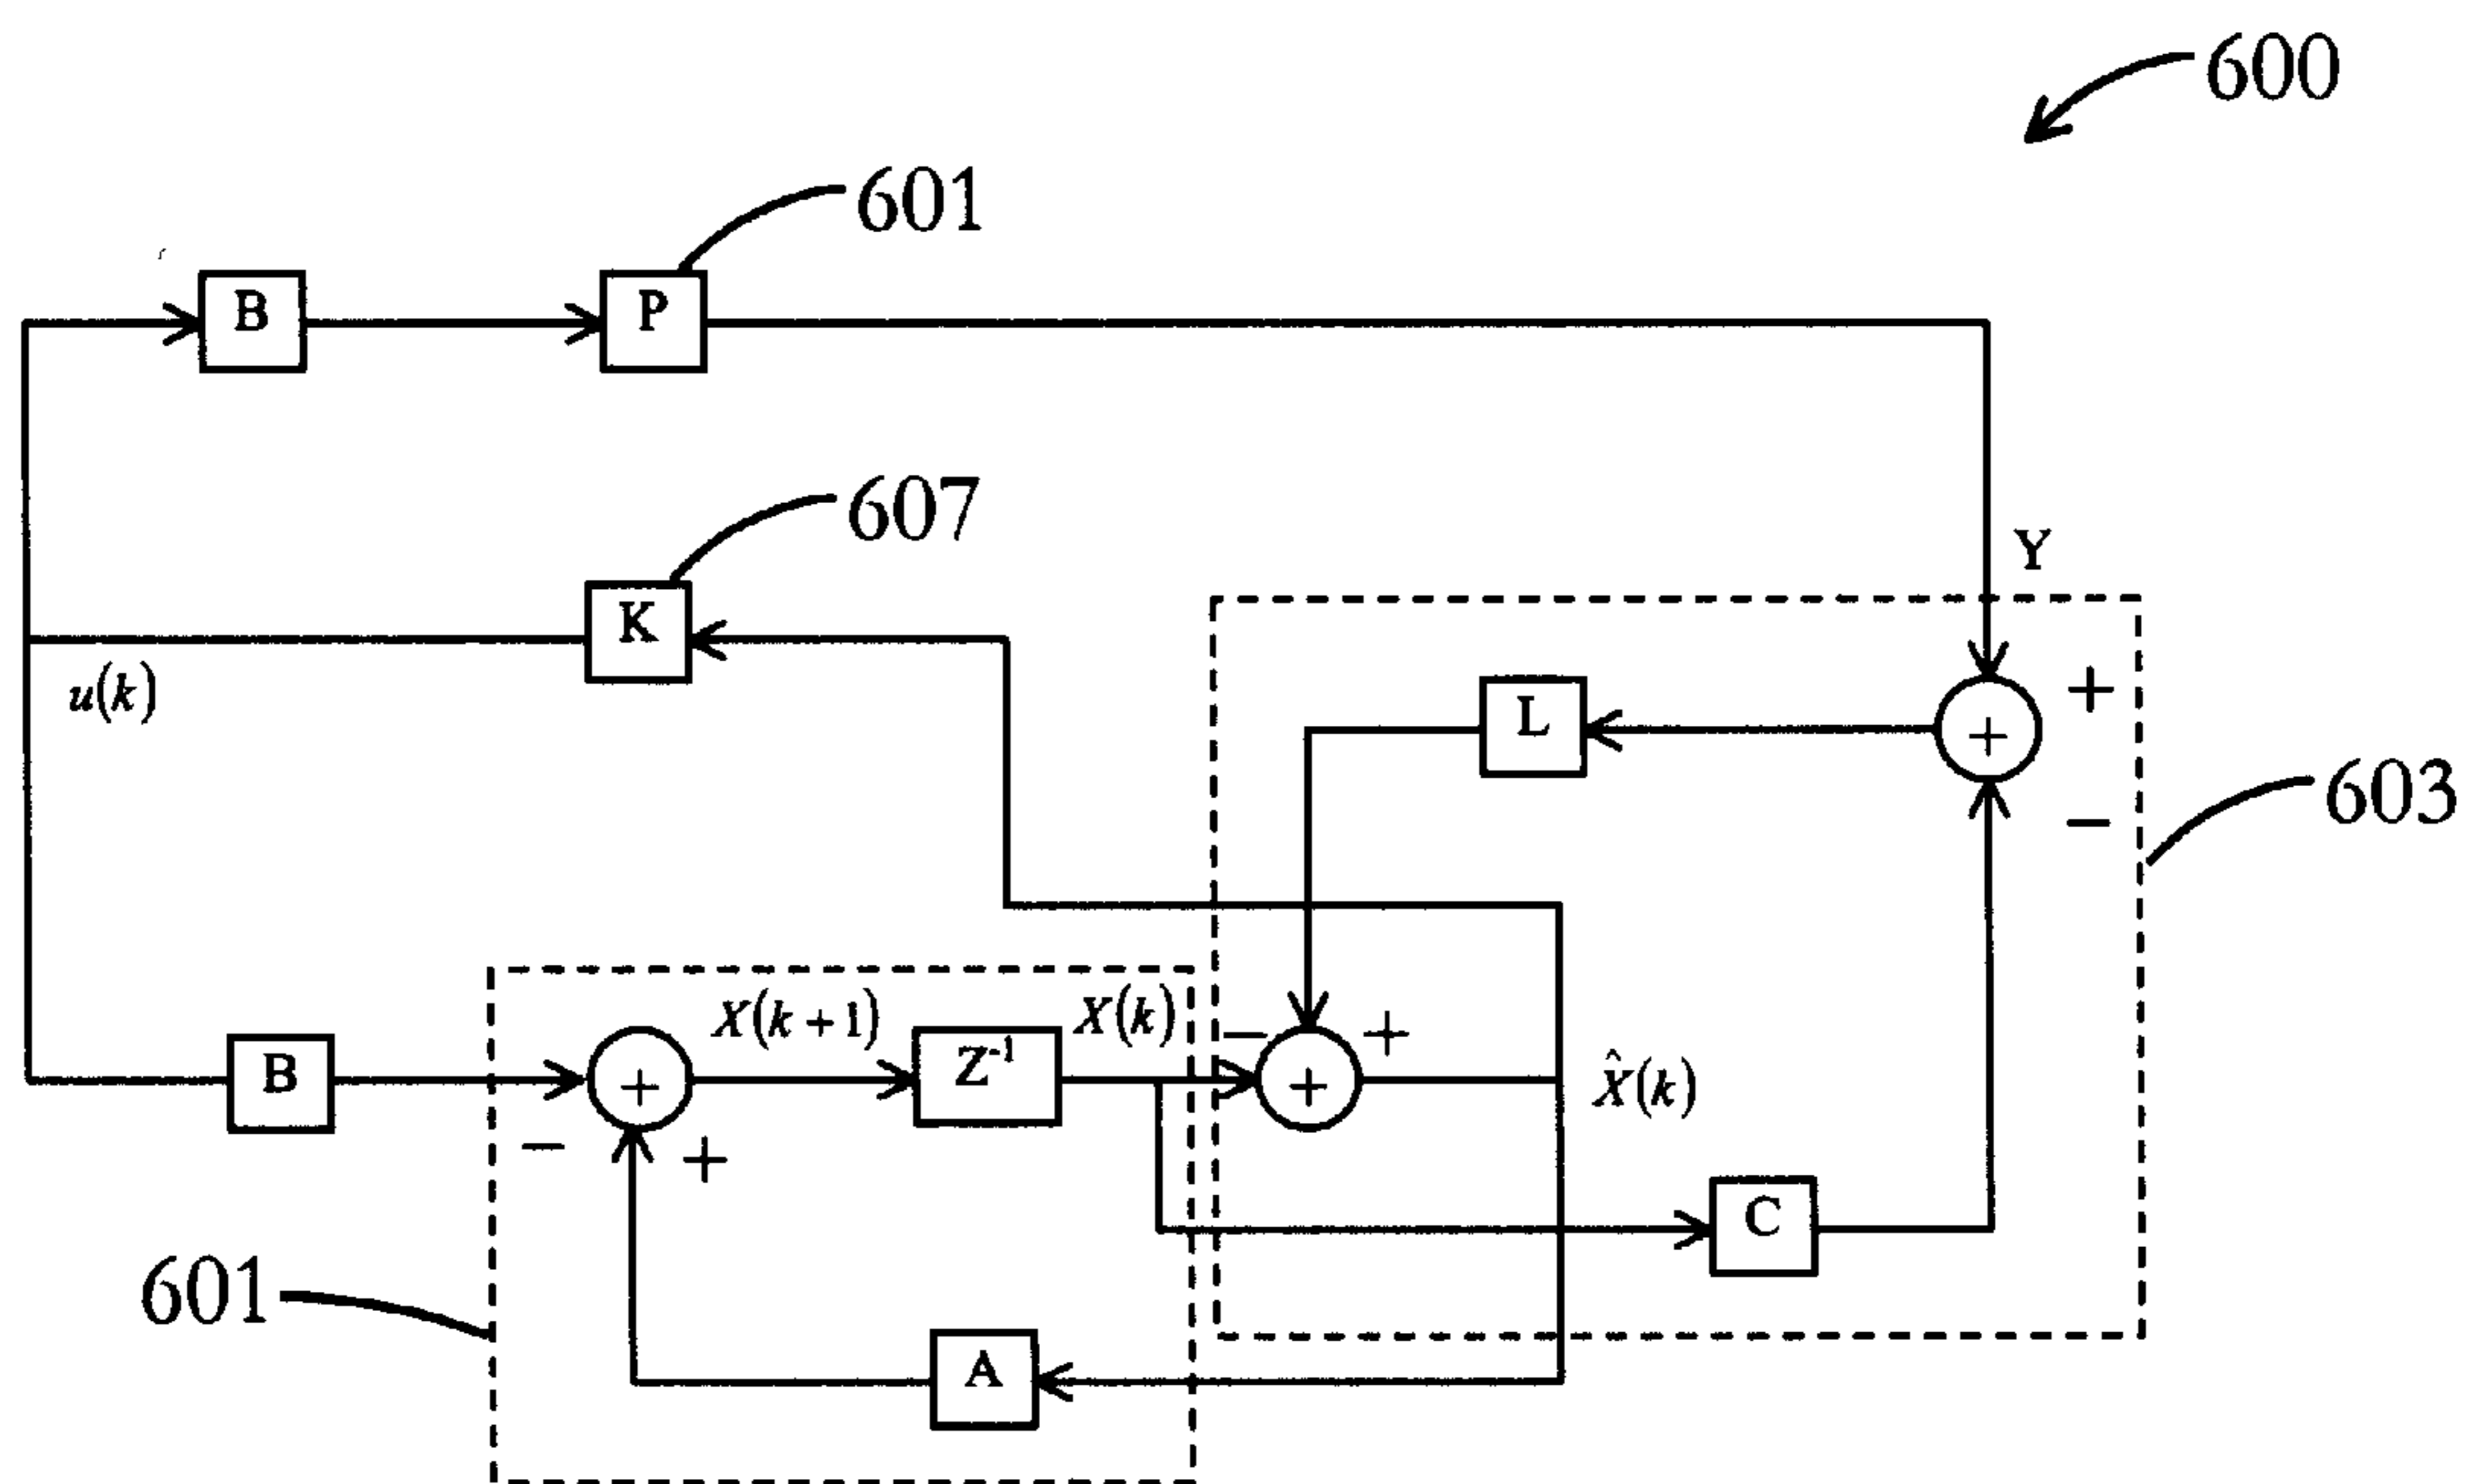 600
601
B
P
607
Y
K
u(k)
L
+
+
603
−
X(k+1)
X(k)
−
+
B
+
Z⁻¹
+
X̂(k)
−
+
C
601
A